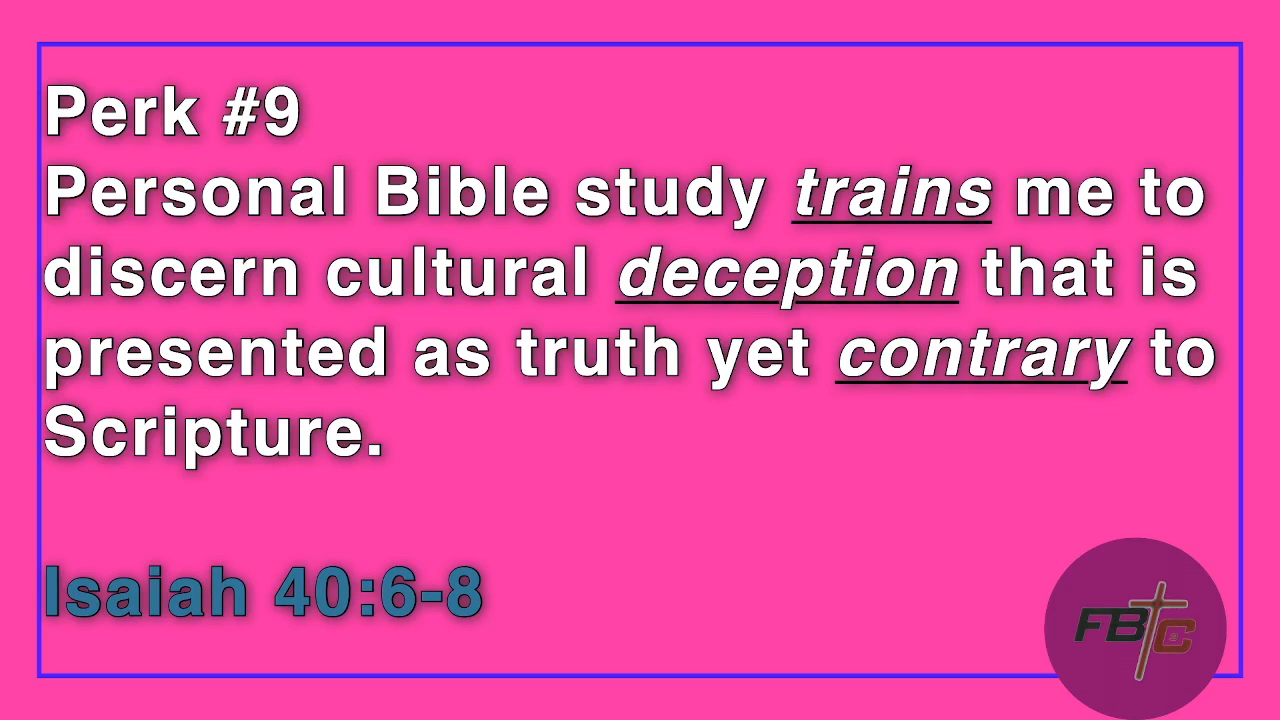 Perk #9
Personal Bible study trains me to
discern cultural deception that is
presented as truth yet contrary to
Scripture.
Isaiah 40:6-8
FBC